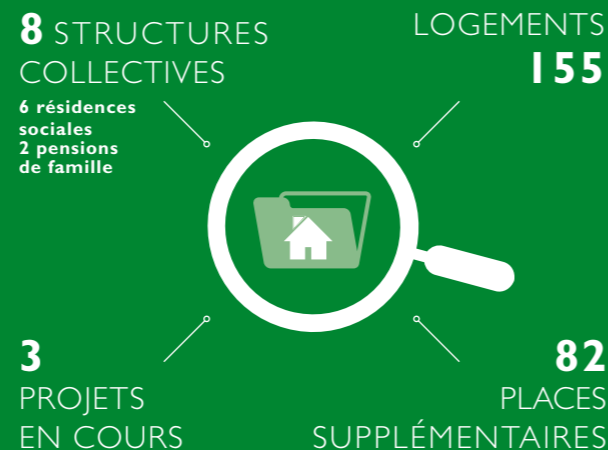 8 STRUCTURES
COLLECTIVES
6 résidences
sociales
2 pensions
de famille
LOGEMENTS
155
3
PROJETS
EN COURS
82
PLACES
SUPPLÉMENTAIRES